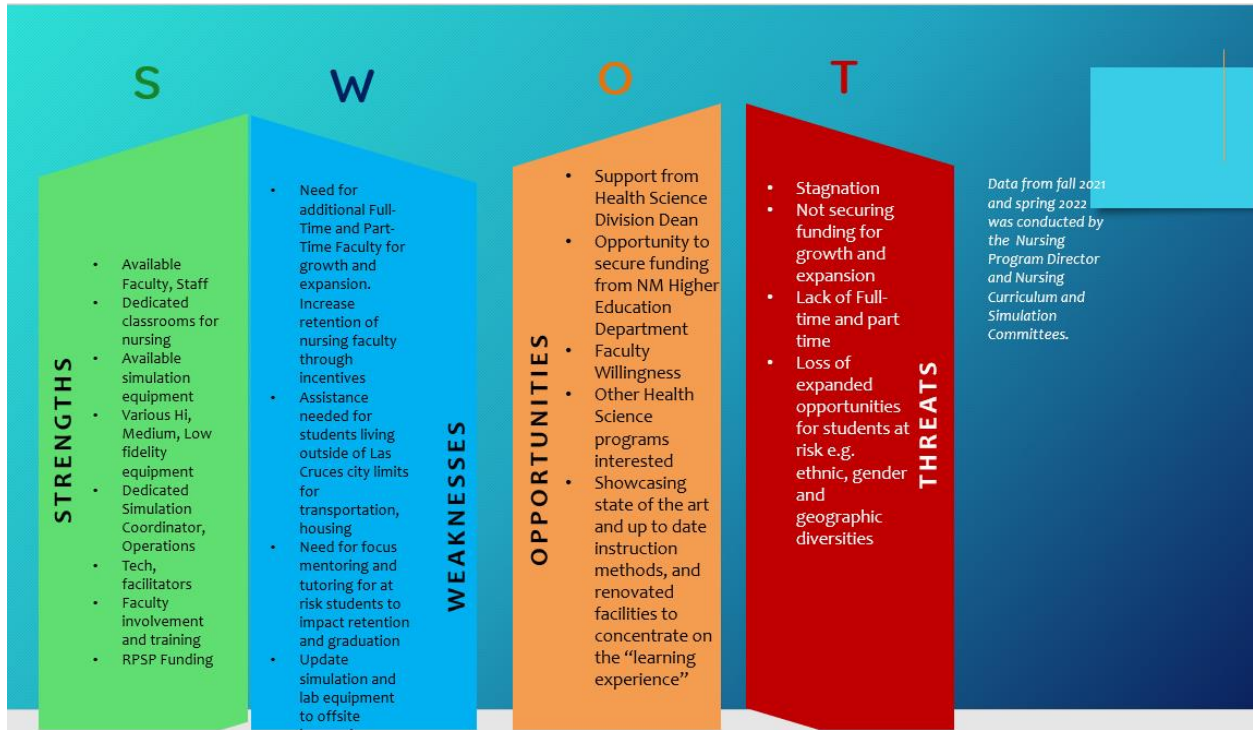 S
W
O
T
STRENGTHS
• Available
Faculty, Staff
• Dedicated
classrooms for
nursing
• Available
simulation
equipment
• Various Hi,
Medium, Low
fidelity
equipment
• Dedicated
Simulation
Coordinator,
Operations
• Tech,
facilitators
• Faculty
involvement
and training
• RPSP Funding
WEAKNESSES
• Need for
additional Full-
Time and Part-
Time Faculty for
growth and
expansion.
Increase
retention of
nursing faculty
through
incentives
• Assistance
needed for
students living
outside of Las
Cruces city limits
for
transportation,
housing
• Need for focus
mentoring and
tutoring for at
risk students to
impact retention
and graduation
• Update
simulation and
lab equipment
to offsite
OPPORTUNITIES
• Support from
Health Science
Division Dean
• Opportunity to
secure funding
from NM Higher
Education
Department
• Faculty
Willingness
• Other Health
Science
programs
interested
• Showcasing
state of the art
and up to date
instruction
methods, and
renovated
facilities to
concentrate on
the “learning
experience”
THREATS
• Stagnation
• Not securing
funding for
growth and
expansion
• Lack of Full-
time and part
time
• Loss of
expanded
opportunities
for students at
risk e.g.
ethnic, gender
and
geographic
diversities
Data from fall 2021
and spring 2022
was conducted by
the Nursing
Program Director
and Nursing
Curriculum and
Simulation
Committees.